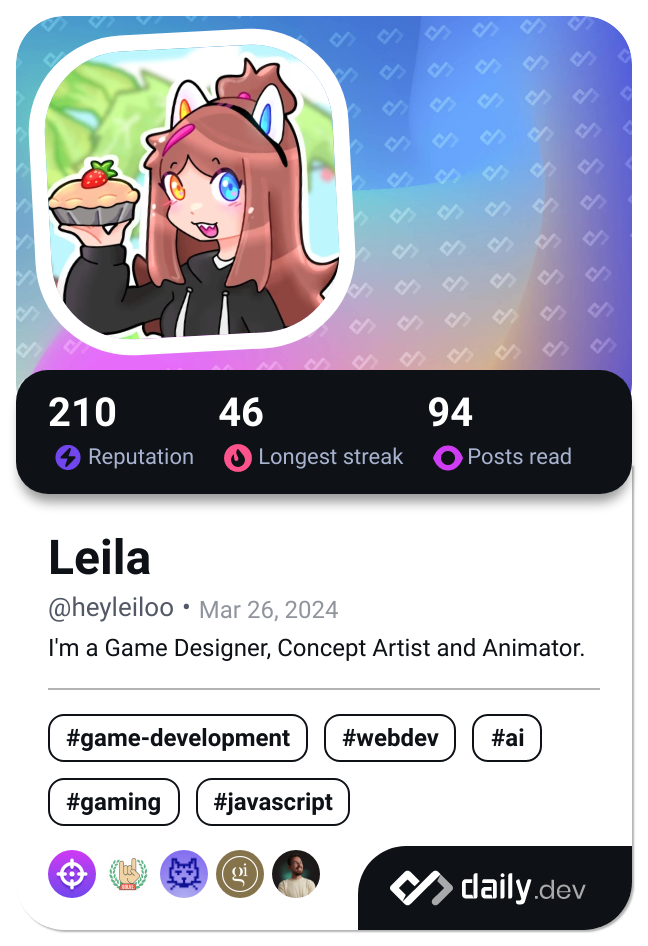 210 46 94
Reputation Longest streak Posts read
Leila
@heyleiloo • Mar 26, 2024
I'm a Game Designer, Concept Artist and Animator.
#game-development #webdev #ai
#gaming #javascript
gi
daily.dev